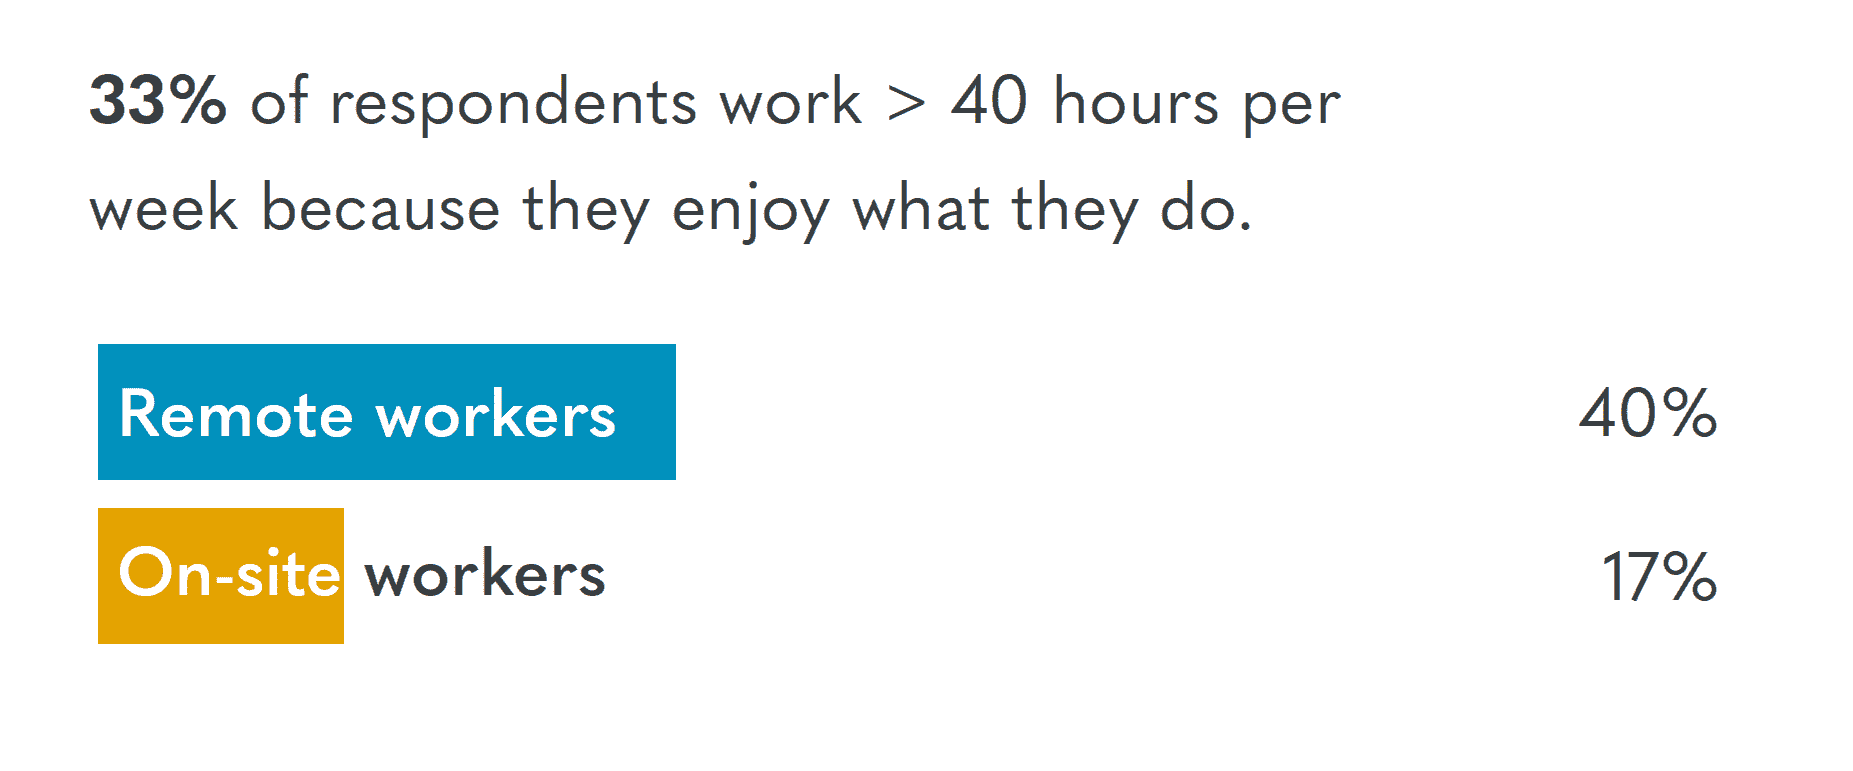 33% of respondents work > 40 hours per
week because they enjoy what they do.
Remote workers 40%
On-site workers 17%